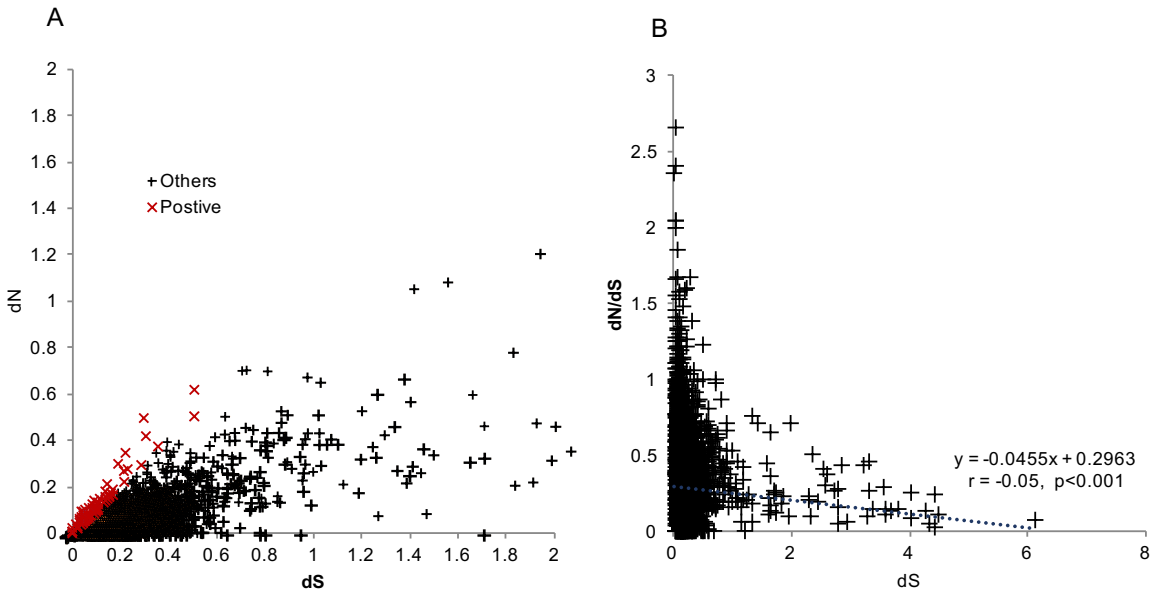 A
2
1.8
1.6
1.4
1.2
1
0.8
0.6
0.4
0.2
0
dN
+ Others
× Postive
0 0.2 0.4 0.6 0.8 1 1.2 1.4 1.6 1.8 2
dS
B
3
2.5
2
1.5
1
0.5
0
dN/dS
y = -0.0455x + 0.2963
r = -0.05, p<0.001
0 2 4 6 8
dS